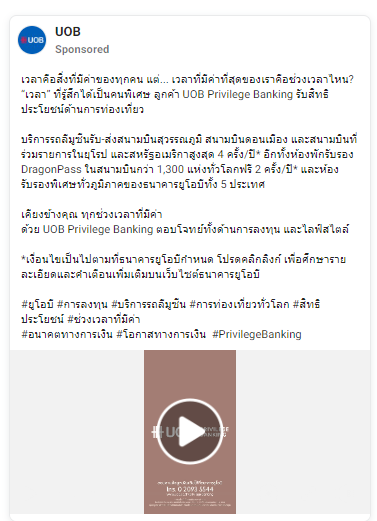 UOB
UOB
Sponsored
เวลาคือสิ่งที่มีค่าของทุกคน แต่... เวลาที่มีค่าที่สุดของเราคือช่วงเวลาไหน?
"เวลา" ที่รู้สึกได้เป็นคนพิเศษ ลูกค้า UOB Privilege Banking รับสิทธิ
ประโยชน์ด้านการท่องเที่ยว
บริการรถลีมูซีนรับ-ส่งสนามบินสุวรรณภูมิ สนามบินดอนเมือง และสนามบินที่
ร่วมรายการในยุโรป และสหรัฐอเมริกาสูงสุด 4 ครั้ง/ปี* อีกทั้งห้องพักรับรอง
DragonPass ในสนามบินกว่า 1,300 แห่งทั่วโลกฟรี 2 ครั้ง/ปี* และห้อง
รับรองพิเศษทั่วภูมิภาคของธนาคารยูโอบีทั้ง 5 ประเทศ
เคียงข้างคุณ ทุกช่วงเวลาที่มีค่า
ด้วย UOB Privilege Banking ตอบโจทย์ทั้งด้านการลงทุน และไลฟ์สไตล์
*เงื่อนไขเป็นไปตามที่ธนาคารยูโอบีกำหนด โปรดคลิกลิงก์ เพื่อศึกษาราย
ละเอียดและคำเตือนเพิ่มเติมบนเว็บไซต์ธนาคารยูโอบี
#ยูโอบี #การลงทุน #บริการรถลีมูซีน #การท่องเที่ยวทั่วโลก #สิทธิ
ประโยชน์ #ช่วงเวลาที่มีค่า
#อนาคตทางการเงิน #โอกาสทางการเงิน #PrivilegeBanking
UOB PRIVILEGE
BANKING
โทร. 0 2093 5544